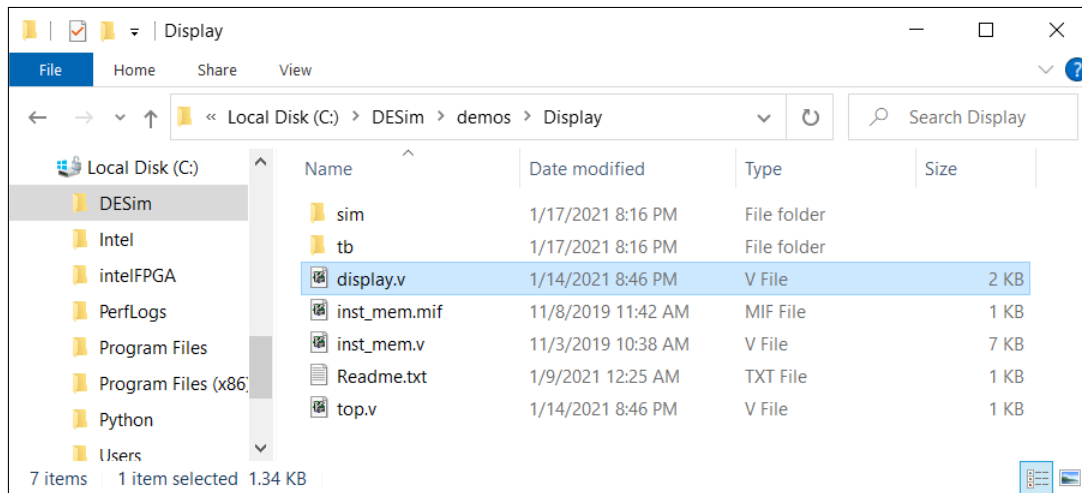 Display
File Home Share View
« Local Disk (C:) > DESim > demos > Display
Search Display
Local Disk (C:)
DESim
Intel
intelFPGA
PerfLogs
Program Files
Program Files (x86)
Python
Users
Name Date modified Type Size
sim 1/17/2021 8:16 PM File folder
tb 1/17/2021 8:16 PM File folder
display.v 1/14/2021 8:46 PM V File 2 KB
inst_mem.mif 11/8/2019 11:42 AM MIF File 1 KB
inst_mem.v 11/3/2019 10:38 AM V File 7 KB
Readme.txt 1/9/2021 12:25 AM TXT File 1 KB
top.v 1/14/2021 8:46 PM V File 1 KB
7 items 1 item selected 1.34 KB